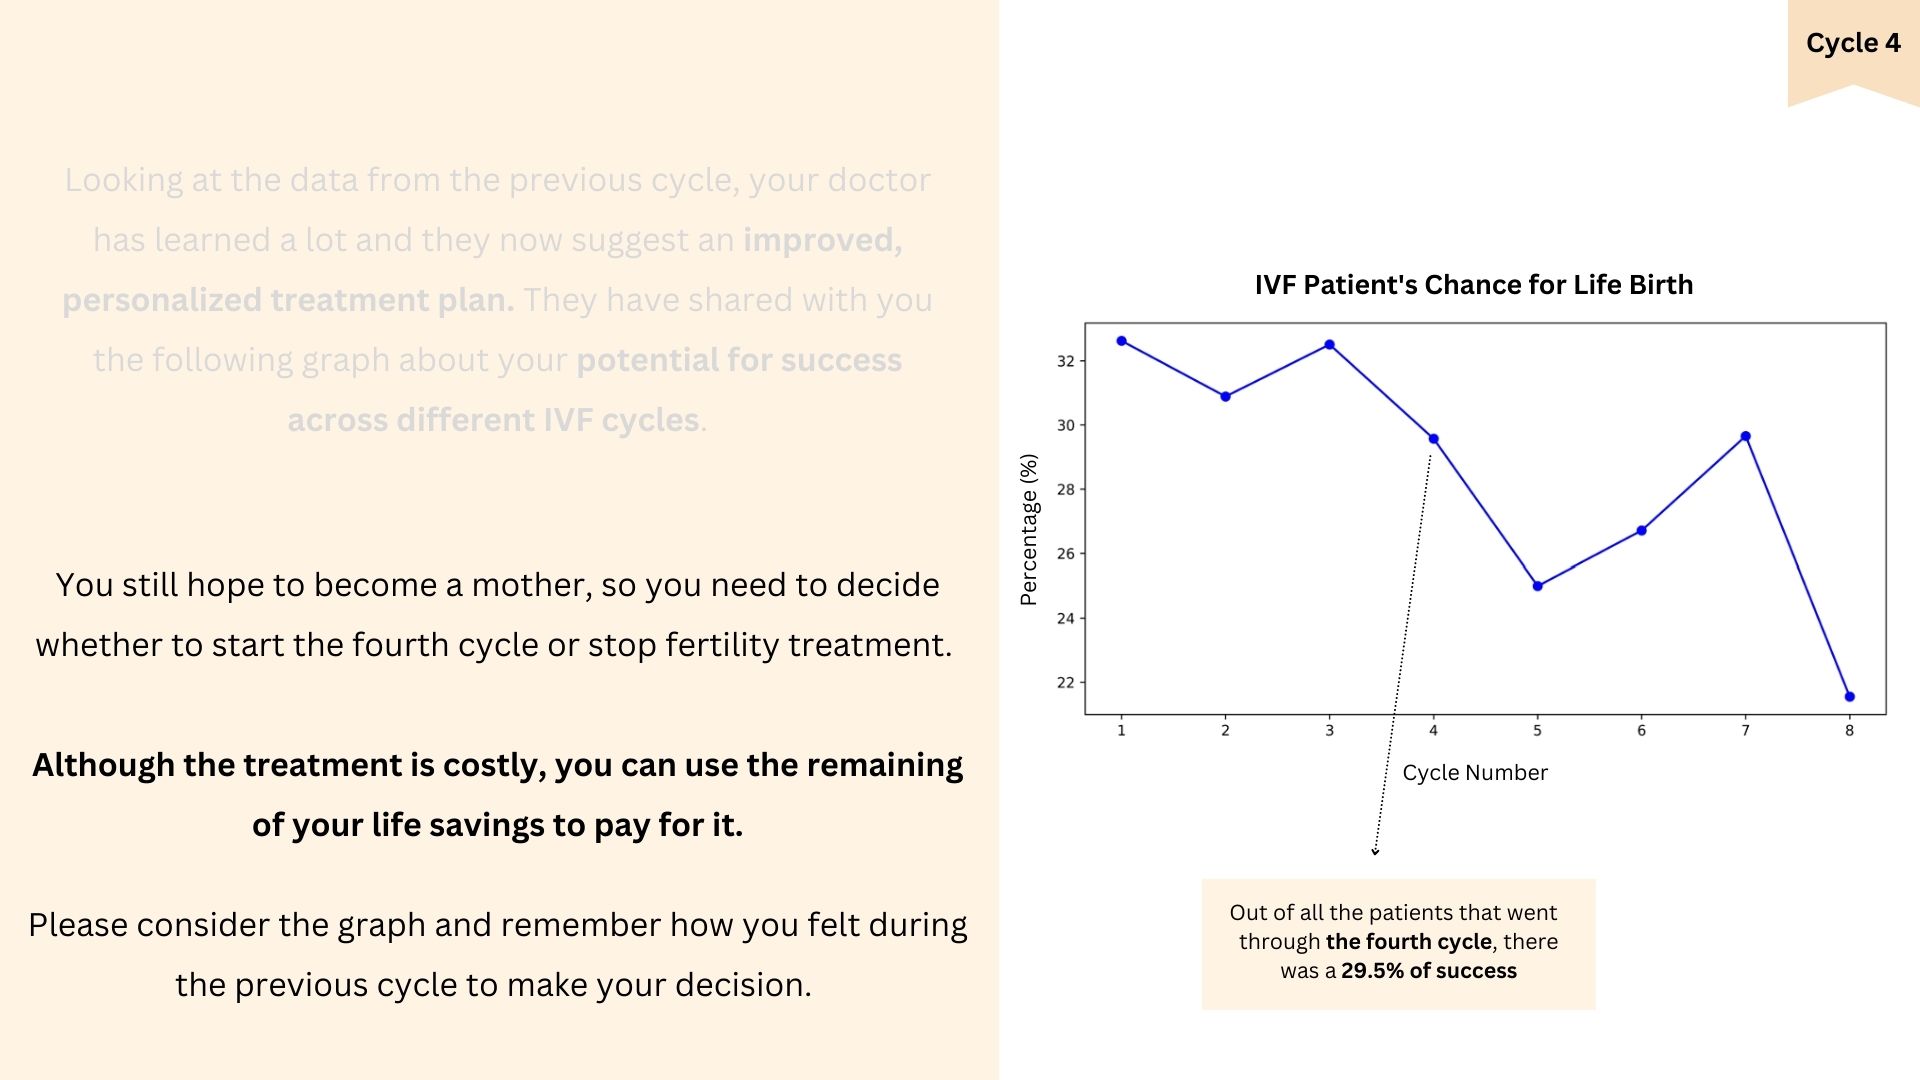 Cycle 4
Looking at the data from the previous cycle, your doctor
has learned a lot and they now suggest an improved,
personalized treatment plan. They have shared with you
the following graph about your potential for success
across different IVF cycles.
You still hope to become a mother, so you need to decide
whether to start the fourth cycle or stop fertility treatment.
Although the treatment is costly, you can use the remaining
of your life savings to pay for it.
Please consider the graph and remember how you felt during
the previous cycle to make your decision.
IVF Patient's Chance for Life Birth
Percentage (%)
32
30
28
26
24
22
1 2 3 4 5 6 7 8
Cycle Number
Out of all the patients that went
through the fourth cycle, there
was a 29.5% of success